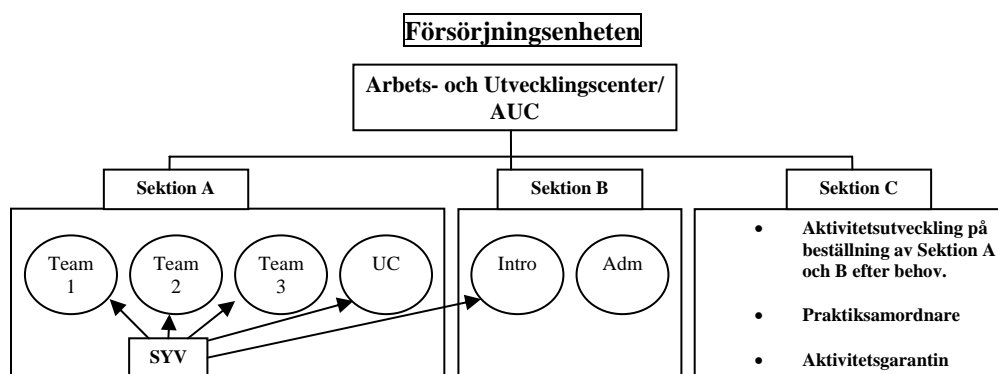 Försörjningsenheten
Arbets- och Utvecklingscenter/
AUC
Sektion A
Sektion B
Sektion C
Team
1
Team
2
Team
3
UC
Intro
Adm
SYV
• Aktivitetsutveckling på
beställning av Sektion A
och B efter behov.
• Praktiksamordnare
• Aktivitetsgarantin